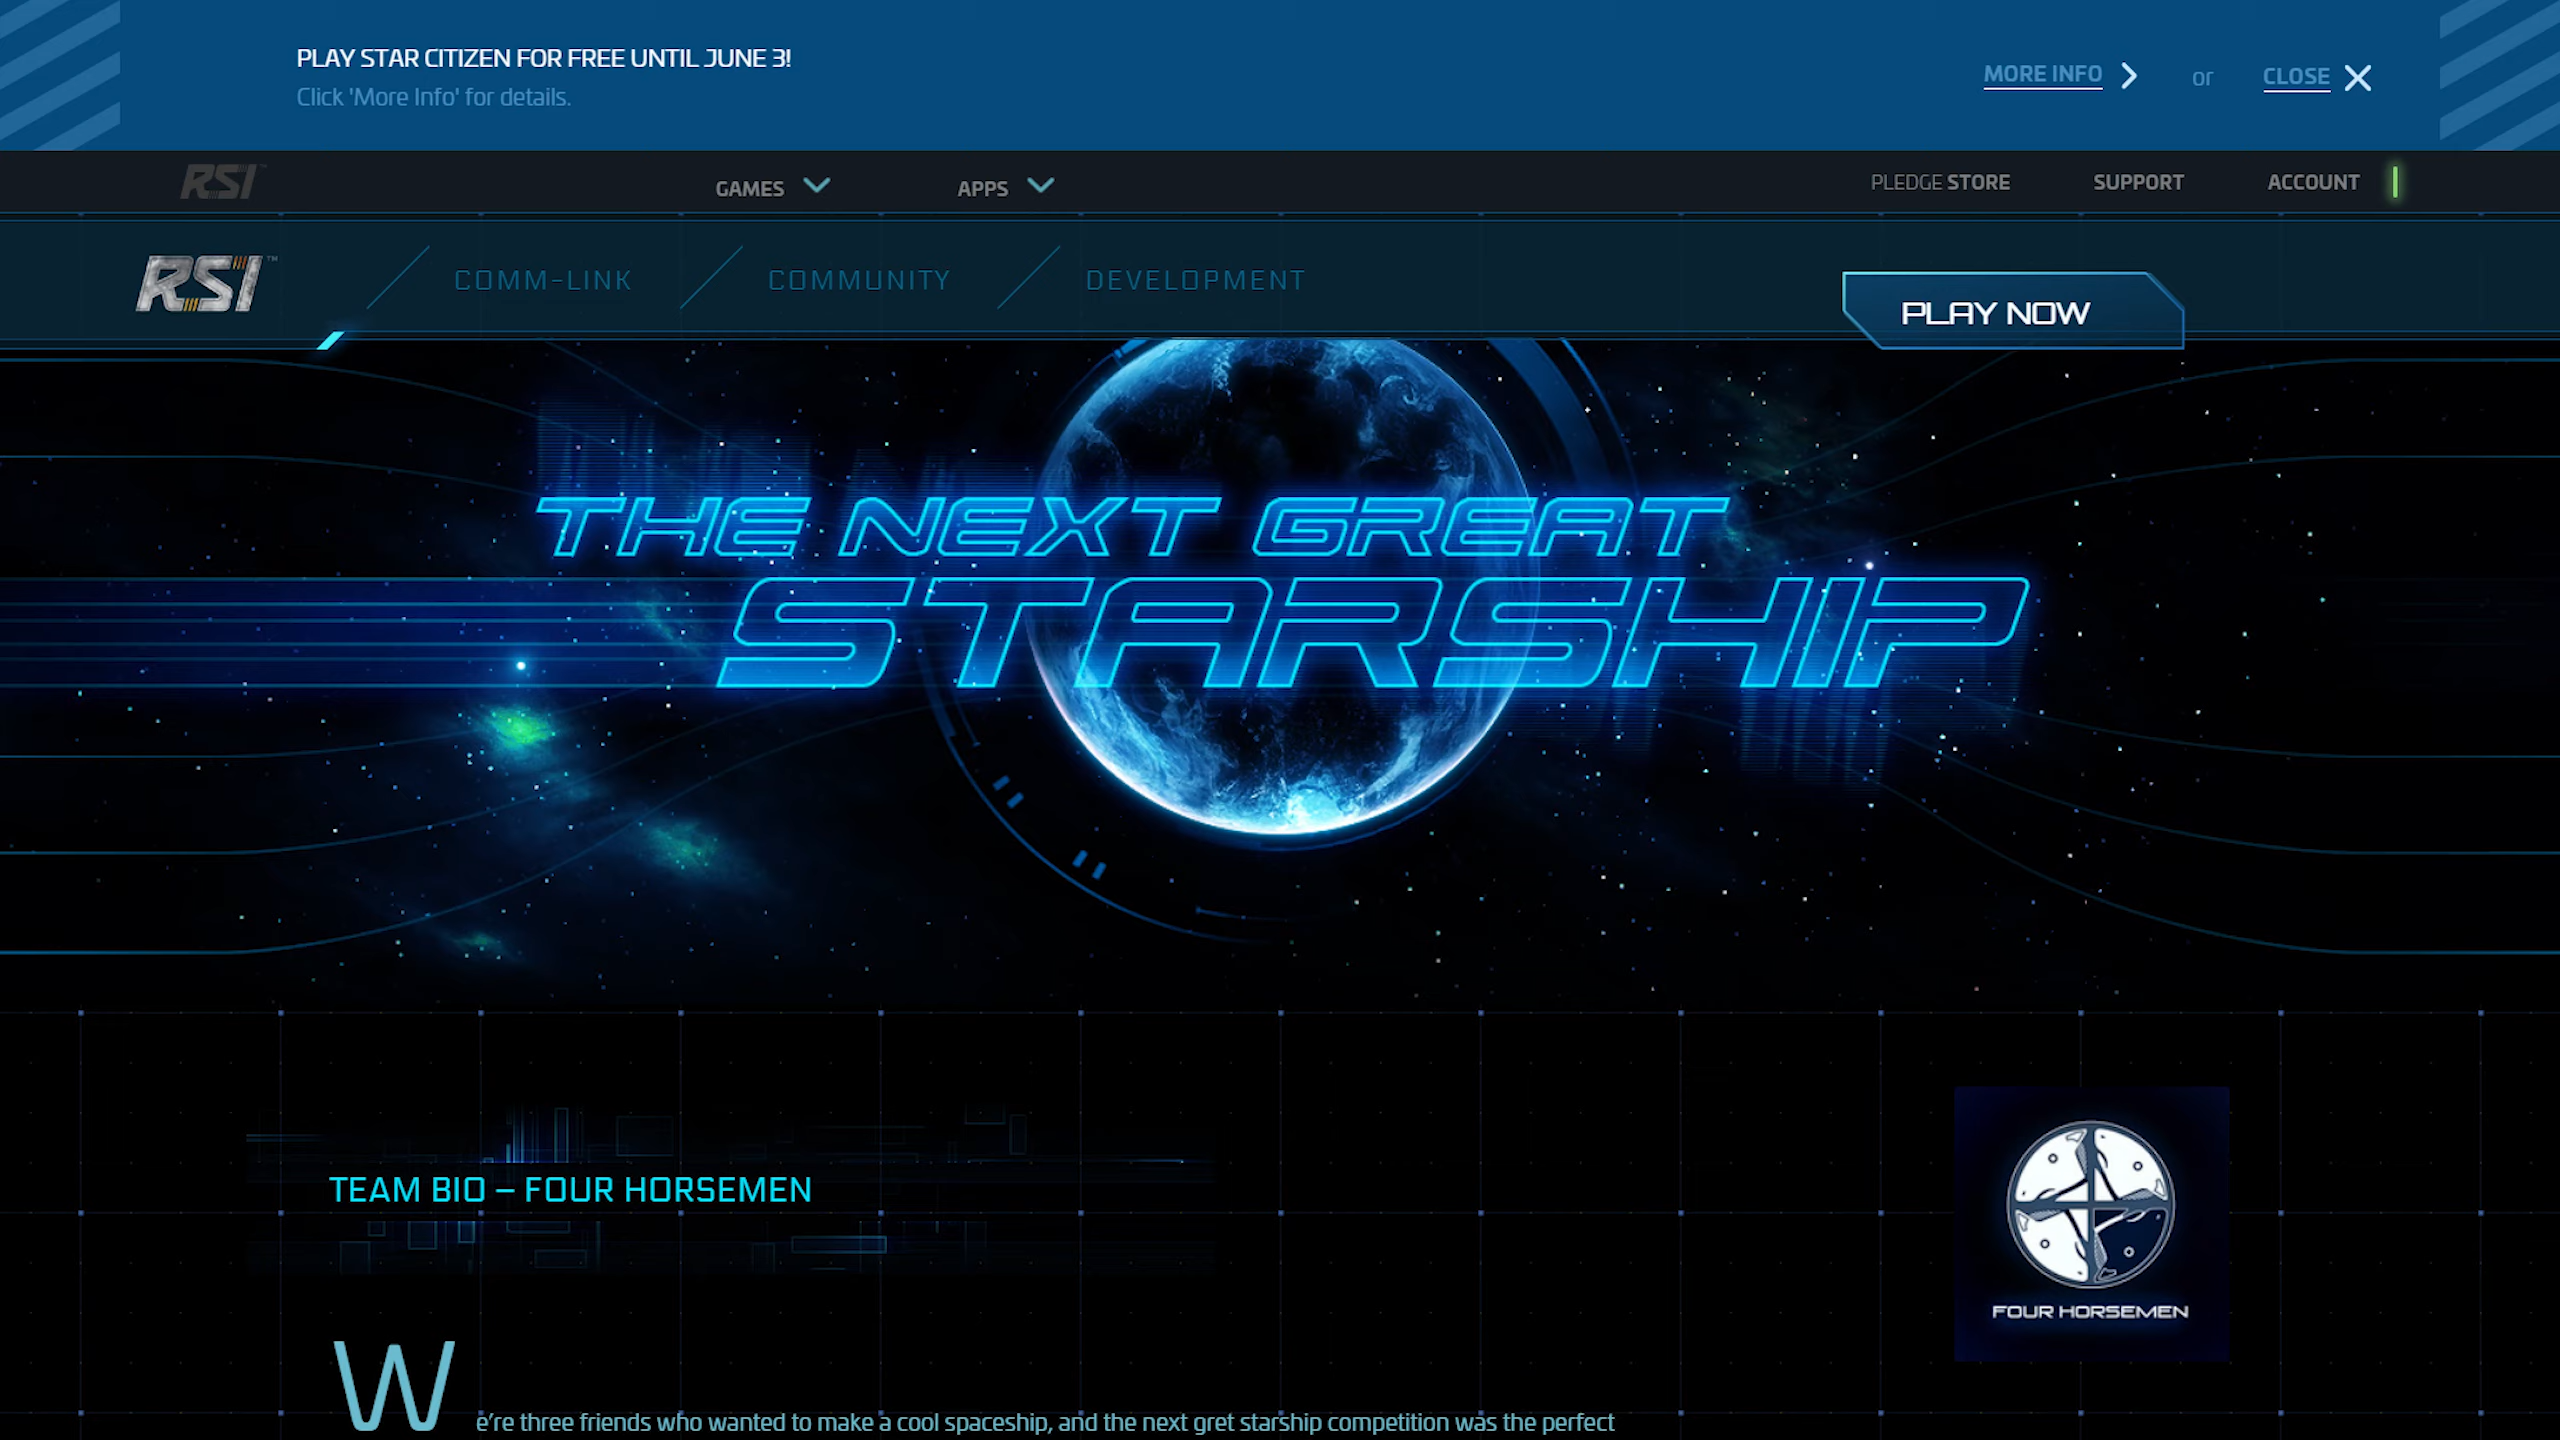 PLAY STAR CITIZEN FOR FREE UNTIL JUNE 3!
Click 'More Info' for details.
MORE INFO or CLOSE
RSI™ GAMES APPS PLEDGE STORE SUPPORT ACCOUNT
RSI™ COMM-LINK COMMUNITY DEVELOPMENT PLAY NOW
THE NEXT GREAT
STARSHIP
TEAM BIO – FOUR HORSEMEN
FOUR HORSEMEN
We're three friends who wanted to make a cool spaceship, and the next gret starship competition was the perfect